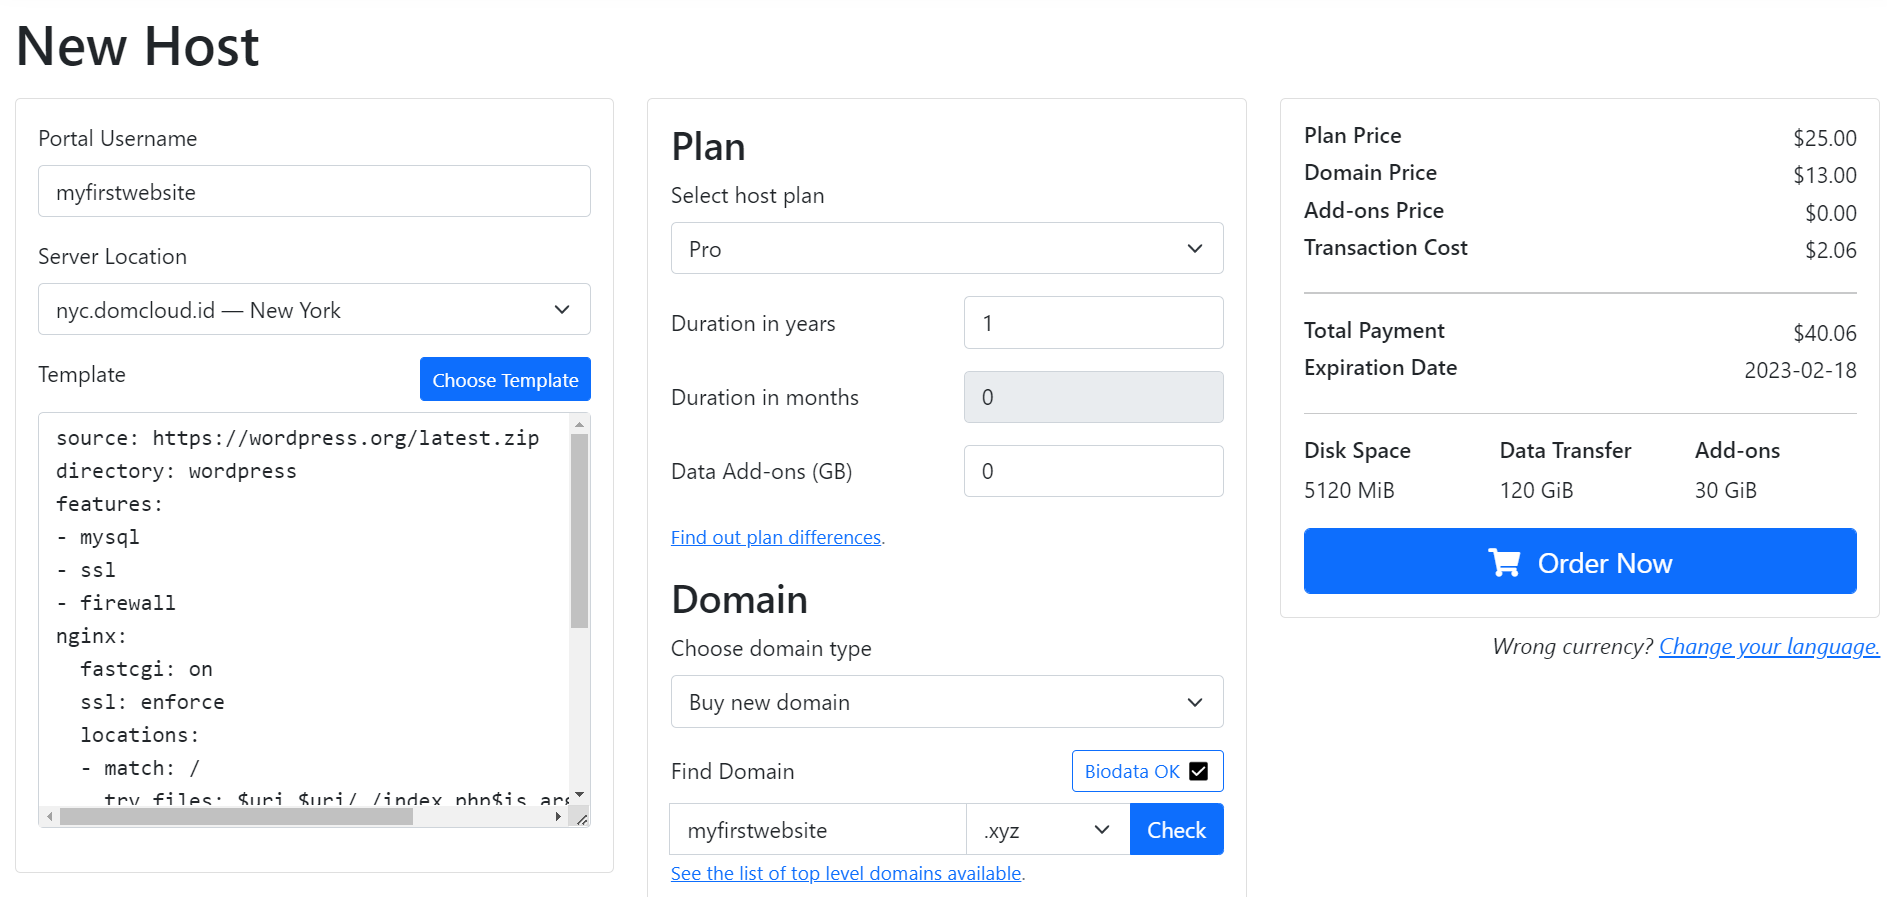 New Host
Portal Username
myfirstwebsite
Server Location
nyc.domcloud.id — New York
Template
Choose Template
source: https://wordpress.org/latest.zip
directory: wordpress
features:
- mysql
- ssl
- firewall
nginx:
  fastcgi: on
  ssl: enforce
  locations:
  - match: /
    try_files: $uri $uri/ /index.php$is_arg
Plan
Select host plan
Pro
Duration in years
1
Duration in months
0
Data Add-ons (GB)
0
Find out plan differences.
Domain
Choose domain type
Buy new domain
Find Domain
Biodata OK
myfirstwebsite
.xyz
Check
See the list of top level domains available.
Plan Price $25.00
Domain Price $13.00
Add-ons Price $0.00
Transaction Cost $2.06
Total Payment $40.06
Expiration Date 2023-02-18
Disk Space Data Transfer Add-ons
5120 MiB 120 GiB 30 GiB
Order Now
Wrong currency? Change your language.